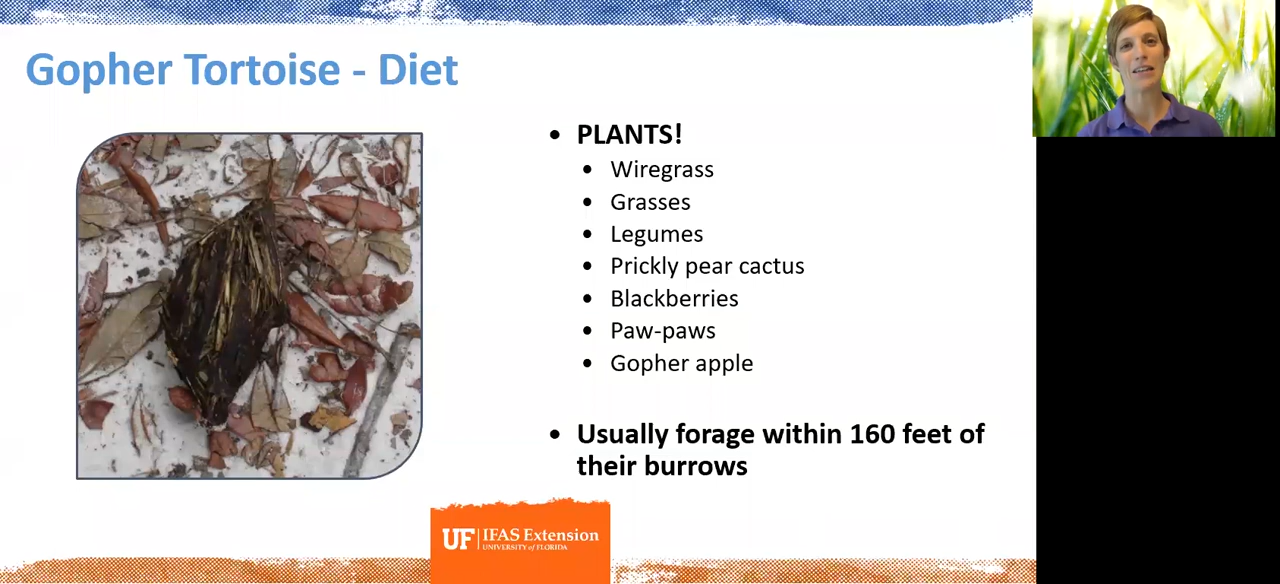 Gopher Tortoise - Diet
PLANTS!
Wiregrass
Grasses
Legumes
Prickly pear cactus
Blackberries
Paw-paws
Gopher apple
Usually forage within 160 feet of
their burrows
UF IFAS Extension
UNIVERSITY of FLORIDA